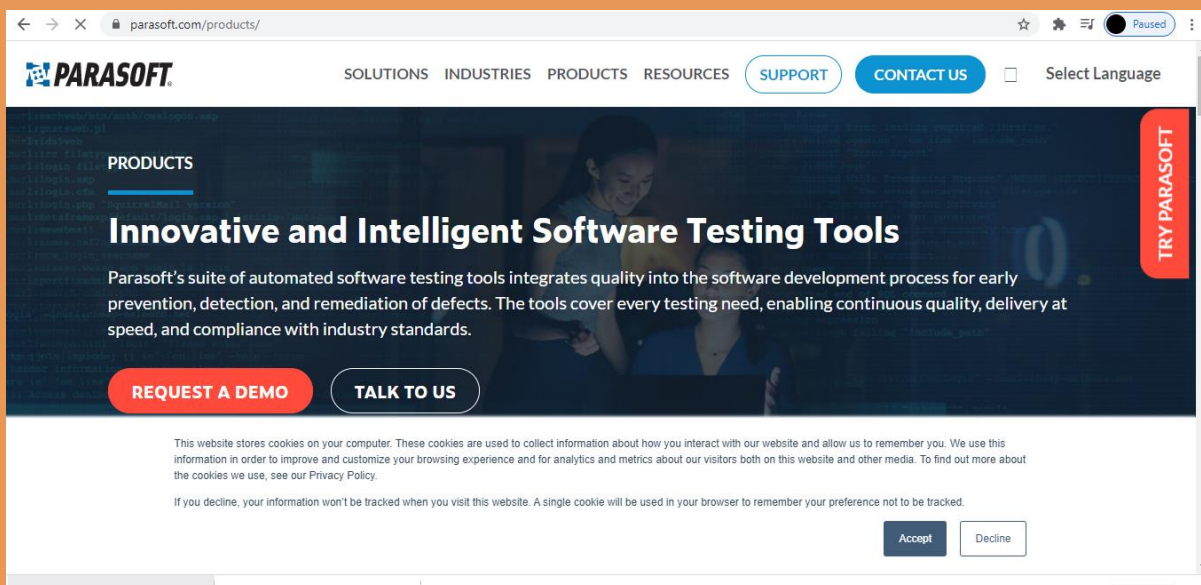 parasoft.com/products/
Paused
PARASOFT
SOLUTIONS INDUSTRIES PRODUCTS RESOURCES SUPPORT CONTACT US Select Language
TRY PARASOFT
PRODUCTS
Innovative and Intelligent Software Testing Tools
Parasoft's suite of automated software testing tools integrates quality into the software development process for early
prevention, detection, and remediation of defects. The tools cover every testing need, enabling continuous quality, delivery at
speed, and compliance with industry standards.
REQUEST A DEMO TALK TO US
This website stores cookies on your computer. These cookies are used to collect information about how you interact with our website and allow us to remember you. We use this
information in order to improve and customize your browsing experience and for analytics and metrics about our visitors both on this website and other media. To find out more about
the cookies we use, see our Privacy Policy.
If you decline, your information won't be tracked when you visit this website. A single cookie will be used in your browser to remember your preference not to be tracked.
Accept Decline